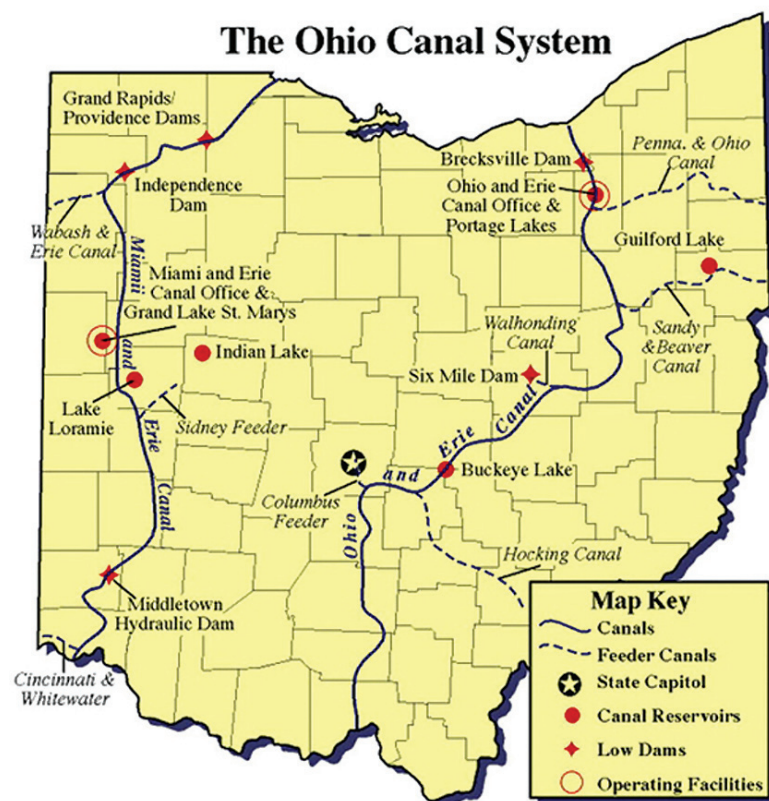 The Ohio Canal System
Grand Rapids/
Providence Dams
Independence
Dam
Wabash &
Erie Canal
Miamii
and
Erie
Canal
Miami and Erie
Canal Office &
Grand Lake St. Marys
Indian Lake
Lake
Loramie
Sidney Feeder
Middletown
Hydraulic Dam
Cincinnati &
Whitewater
Brecksville Dam
Penna. & Ohio
Canal
Ohio and Erie
Canal Office &
Portage Lakes
Guilford Lake
Walhonding
Canal
Sandy
&Beaver
Canal
Six Mile Dam
Ohio
and
Erie
Canal
Buckeye Lake
Columbus
Feeder
Hocking Canal
Map Key
Canals
Feeder Canals
State Capitol
Canal Reservoirs
Low Dams
Operating Facilities